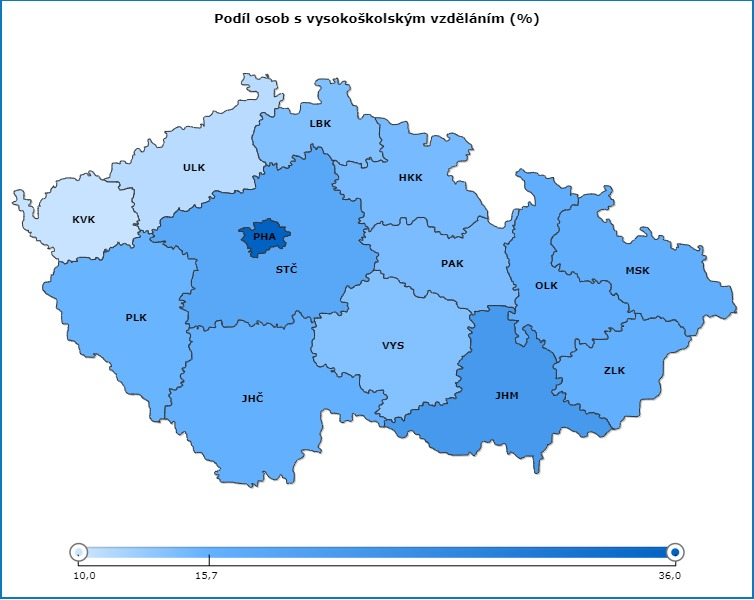 Podíl osob s vysokoškolským vzděláním (%)
LBK
ULK
HKK
KVK
PHA
STČ
PAK
MSK
OLK
PLK
VYS
ZLK
JHČ
JHM
10,0
15,7
36,0